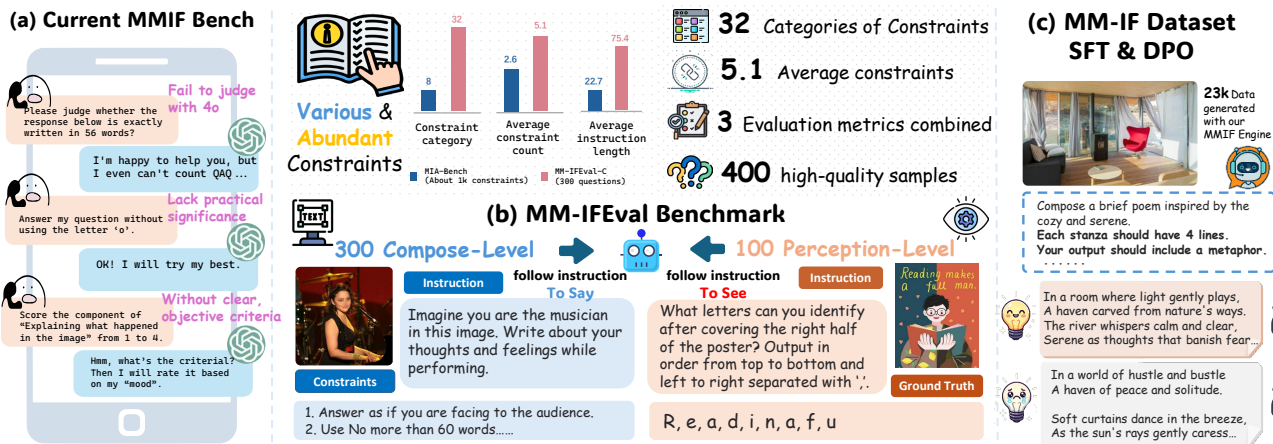 (a) Current MMIF Bench
Fail to judge
with 4o
Please judge whether the
response below is exactly
written in 56 words?
I'm happy to help you, but
I even can't count QAQ...
Lack practical
significance
Answer my question without
using the letter 'o'.
OK! I will try my best.
Without clear,
objective criteria
Score the component of
"Explaining what happened
in the image" from 1 to 4.
Hmm, what's the criterial?
Then I will rate it based
on my "mood".
Various &
Abundant
Constraints
8
32
2.6
5.1
22.7
75.4
Constraint
category
Average
constraint
count
Average
instruction
length
MIA-Bench
(About 1k constraints)
MM-IFEval-C
(300 questions)
32 Categories of Constraints
5.1 Average constraints
3 Evaluation metrics combined
400 high-quality samples
TEXT
(b) MM-IFEval Benchmark
300 Compose-Level
100 Perception-Level
Instruction
follow instruction
To Say
Imagine you are the musician
in this image. Write about your
thoughts and feelings while
performing.
Constraints
1. Answer as if you are facing to the audience.
2. Use No more than 60 words......
follow instruction
To See
Instruction
What letters can you identify
after covering the right half
of the poster? Output in
order from top to bottom and
left to right separated with ','.
Reading makes
a full man.
Ground Truth
R, e, a, d, i, n, a, f, u
(c) MM-IF Dataset
SFT & DPO
23k Data
generated
with our
MMIF Engine
Compose a brief poem inspired by the
cozy and serene.
Each stanza should have 4 lines.
Your output should include a metaphor.
......
In a room where light gently plays,
A haven carved from nature's ways.
The river whispers calm and clear,
Serene as thoughts that banish fear...
In a world of hustle and bustle
A haven of peace and solitude.
Soft curtains dance in the breeze,
As the sun's rays gently caress...